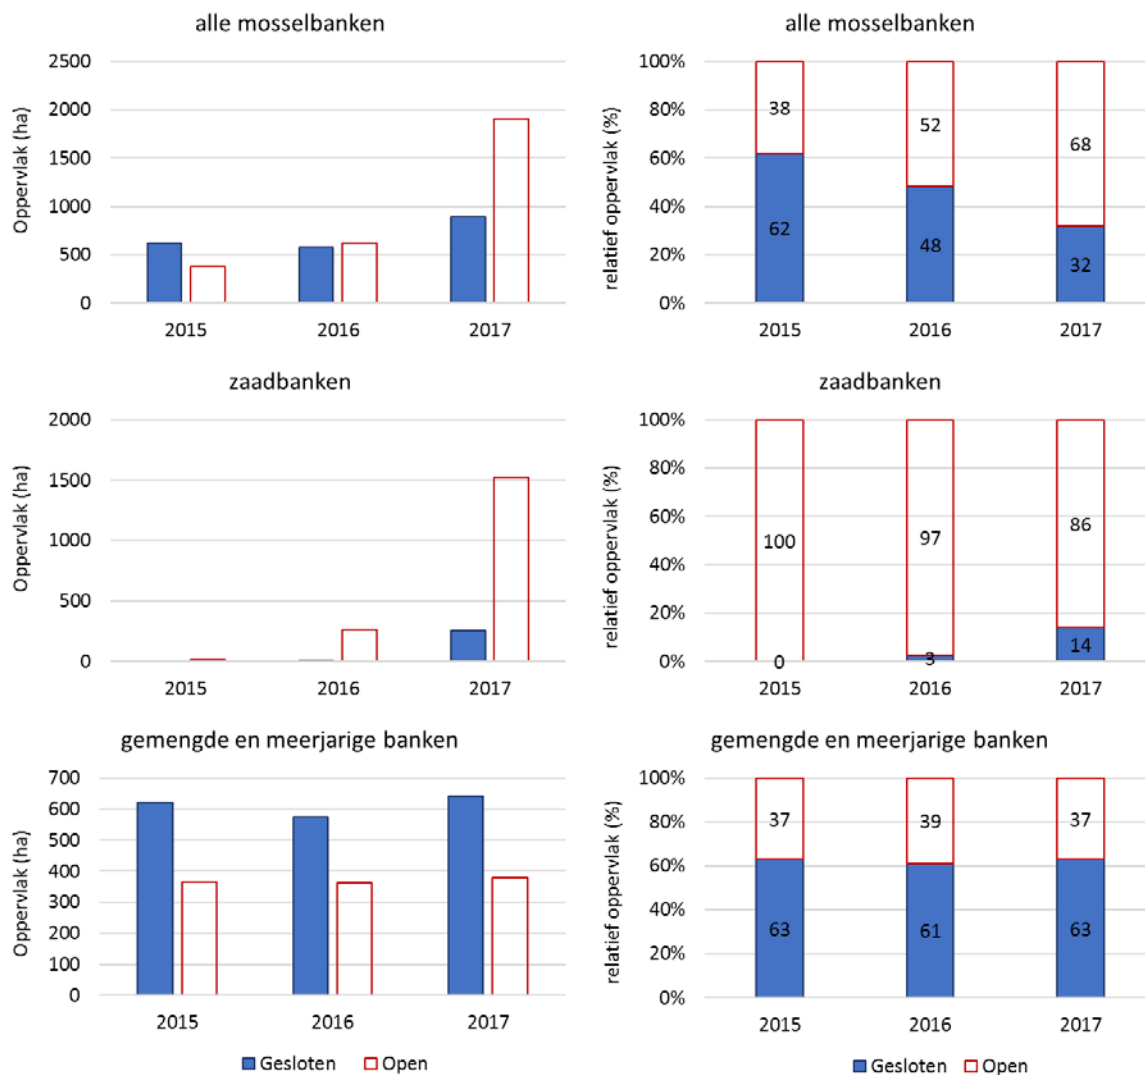 alle mosselbanken
Oppervlak (ha)
2500
2000
1500
1000
500
0
2015 2016 2017
alle mosselbanken
relatief oppervlak (%)
100%
80%
60%
40%
20%
0%
38 52 68
62 48 32
2015 2016 2017
zaadbanken
Oppervlak (ha)
2000
1500
1000
500
0
2015 2016 2017
zaadbanken
relatief oppervlak (%)
100%
80%
60%
40%
20%
0%
100 97 86
0 3 14
2015 2016 2017
gemengde en meerjarige banken
Oppervlak (ha)
700
600
500
400
300
200
100
0
2015 2016 2017
Gesloten Open
gemengde en meerjarige banken
relatief oppervlak (%)
100%
80%
60%
40%
20%
0%
37 39 37
63 61 63
2015 2016 2017
Gesloten Open